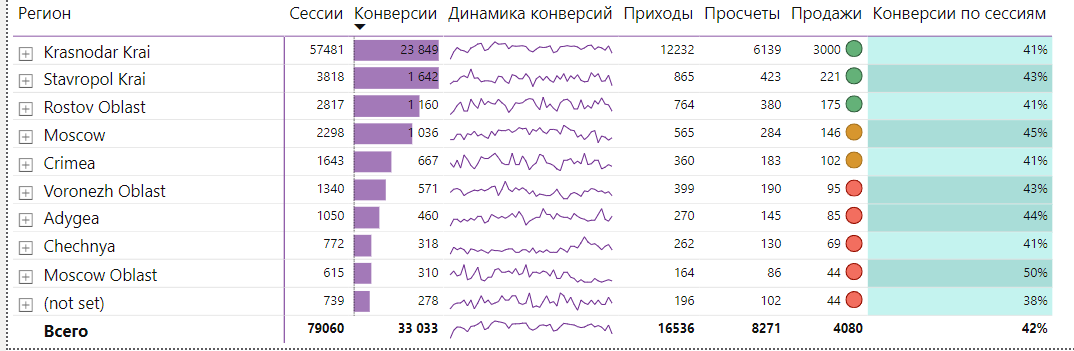 Регион Сессии Конверсии Динамика конверсий Приходы Просчеты Продажи Конверсии по сессиям
Krasnodar Krai 57481 23 849 12232 6139 3000 41%
Stavropol Krai 3818 1 642 865 423 221 43%
Rostov Oblast 2817 1 160 764 380 175 41%
Moscow 2298 1 036 565 284 146 45%
Crimea 1643 667 360 183 102 41%
Voronezh Oblast 1340 571 399 190 95 43%
Adygea 1050 460 270 145 85 44%
Chechnya 772 318 262 130 69 41%
Moscow Oblast 615 310 164 86 44 50%
(not set) 739 278 196 102 44 38%
Всего 79060 33 033 16536 8271 4080 42%